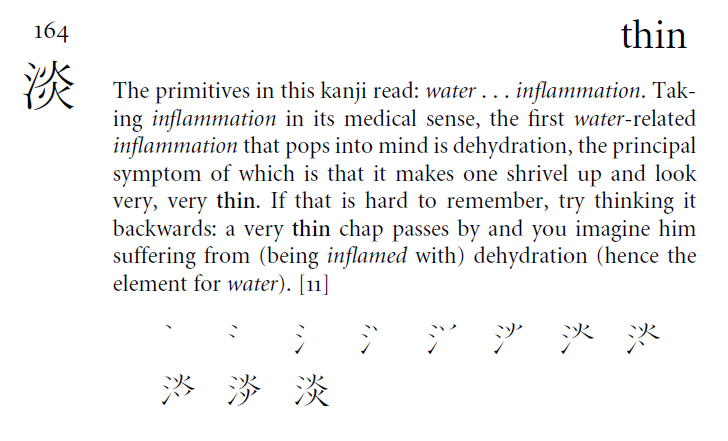 164 thin
淡
The primitives in this kanji read: water . . . inflammation. Tak-
ing inflammation in its medical sense, the first water-related
inflammation that pops into mind is dehydration, the principal
symptom of which is that it makes one shrivel up and look
very, very thin. If that is hard to remember, try thinking it
backwards: a very thin chap passes by and you imagine him
suffering from (being inflamed with) dehydration (hence the
element for water). [11]
淡